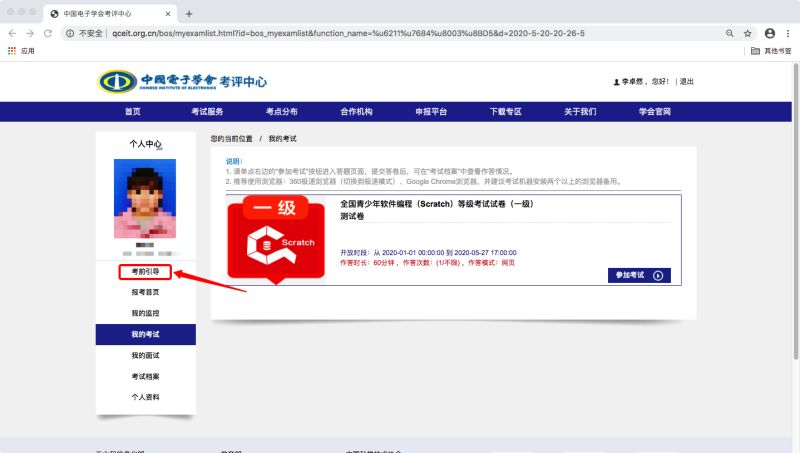 中国电子学会考评中心
不安全 | qceit.org.cn/bos/myexamlist.html?id=bos_myexamlist&function_name=%u6211%u7684%u8003%u8BD5&d=2020-5-20-20-26-5
应用
其他书签
中國電子學會 考评中心
CHINESE INSTITUTE OF ELECTRONICS
李卓然 ，您好！ | 退出
首页 考试服务 考点分布 合作机构 申报平台 下载专区 关于我们 学会官网
个人中心
您的当前位置 / 我的考试
说明：
1. 请单点右边的"参加考试"按钮进入答题页面，提交答卷后，可在"考试档案"中查看作答情况。
2. 推荐使用浏览器：360极速浏览器（切换到极速模式）、Google Chrome浏览器，并建议考试机器安装两个以上的浏览器备用。
一 级
Scratch
全国青少年软件编程（Scratch）等级考试试卷（一级）
测试卷
开放时段：从 2020-01-01 00:00:00 到 2020-05-27 17:00:00
作答时长：60分钟 ，作答次数：(1/不限) ，作答模式：网页
参加考试
考前引导
报考首页
我的监控
我的考试
我的面试
考试档案
个人资料